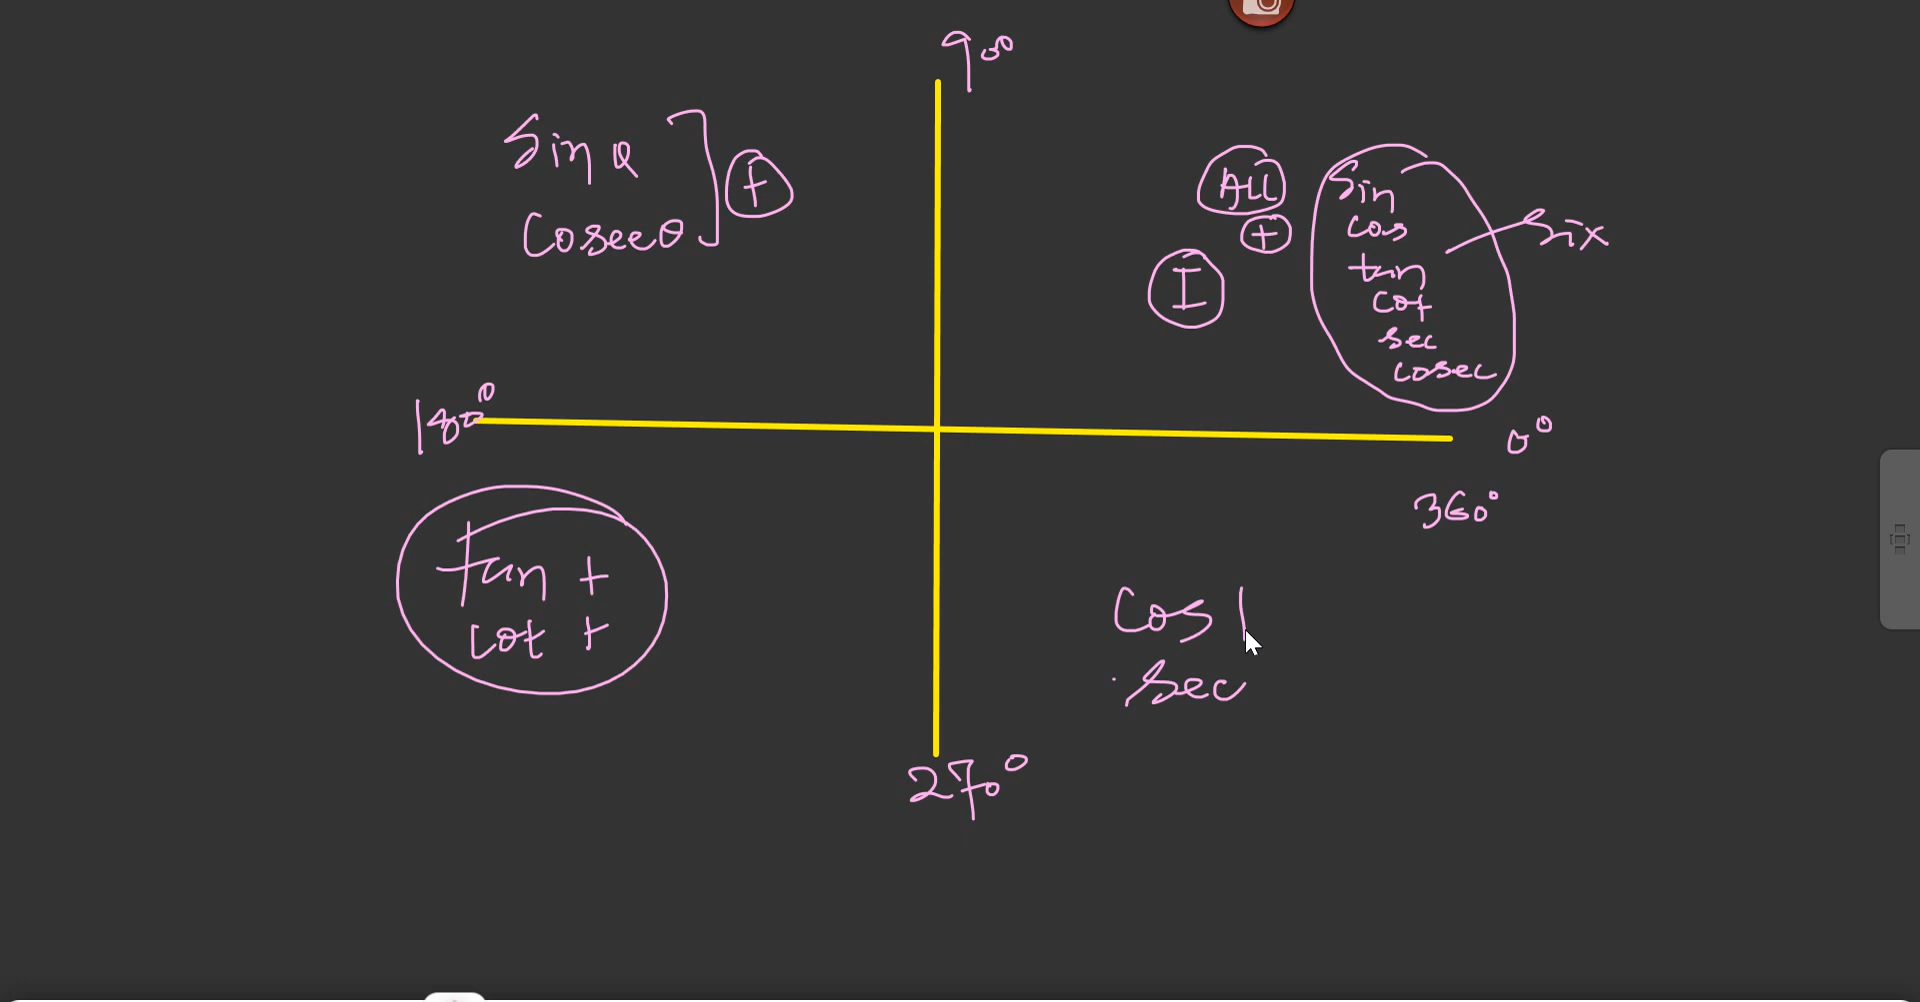 90°
Sin θ
Cosec θ
+
ALL
+
I
Sin
cos
tan
cot
sec
cosec
Six
180°
0°
360°
tan +
cot +
Cos
sec
270°